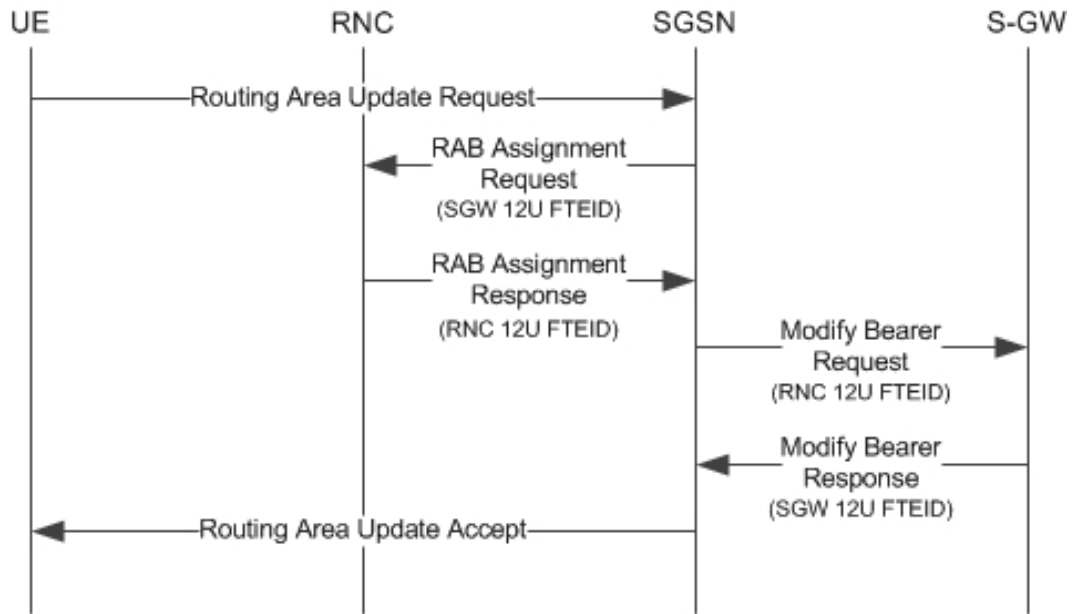 UE RNC SGSN S-GW
Routing Area Update Request
RAB Assignment
Request
(SGW 12U FTEID)
RAB Assignment
Response
(RNC 12U FTEID)
Modify Bearer
Request
(RNC 12U FTEID)
Modify Bearer
Response
(SGW 12U FTEID)
Routing Area Update Accept